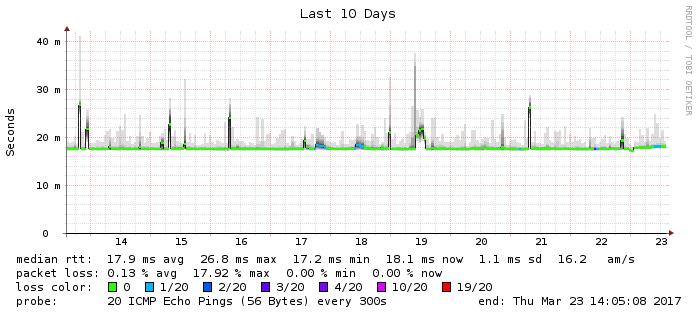 Last 10 Days
RRDTOOL / TOBI OETIKER
Seconds
40 m
30 m
20 m
10 m
0
14 15 16 17 18 19 20 21 22 23
median rtt: 17.9 ms avg 26.8 ms max 17.2 ms min 18.1 ms now 1.1 ms sd 16.2 am/s
packet loss: 0.13 % avg 17.92 % max 0.00 % min 0.00 % now
loss color: 0 1/20 2/20 3/20 4/20 10/20 19/20
probe: 20 ICMP Echo Pings (56 Bytes) every 300s end: Thu Mar 23 14:05:08 2017